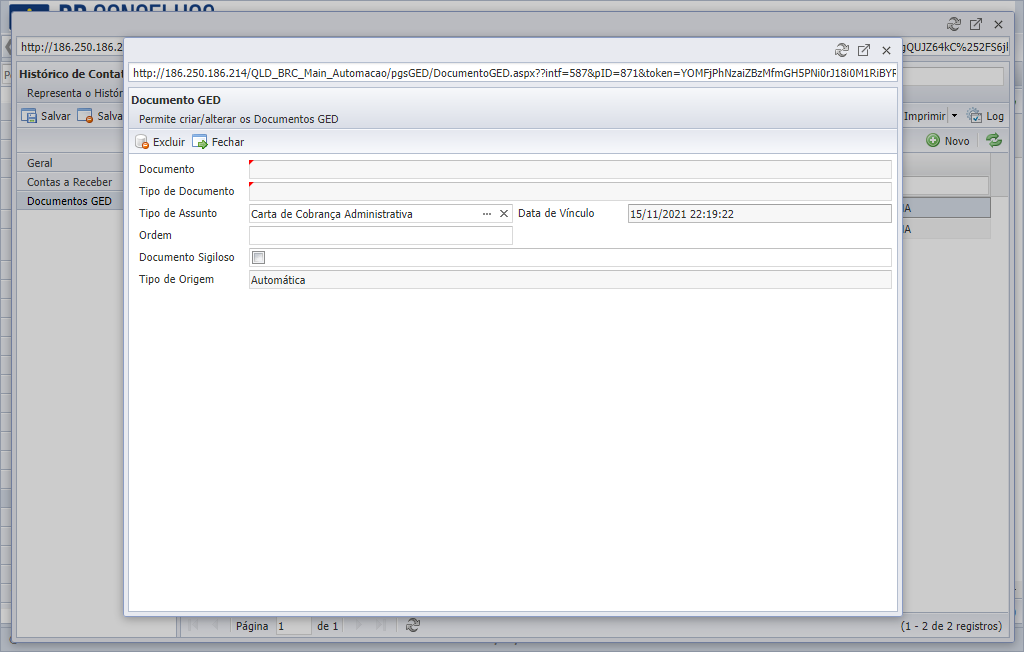 BR CONSELHOS
http://186.250.186.2
gQUJZ64kC%252FS6jl
http://186.250.186.214/QLD_BRC_Main_Automacao/pgsGED/DocumentoGED.aspx??intf=587&pID=871&token=YOMFjPhNzaiZBzMfmGH5PNi0rJ18i0M1RiBYF
Histórico de Contat
Representa o Histór
Salvar
Salva
Imprimir
Log
Novo
Geral
Contas a Receber
Documentos GED
Documento GED
Permite criar/alterar os Documentos GED
Excluir
Fechar
Documento
Tipo de Documento
Tipo de Assunto
Carta de Cobrança Administrativa
Data de Vínculo
15/11/2021 22:19:22
Ordem
Documento Sigiloso
Tipo de Origem
Automática
Página
1
de 1
(1 - 2 de 2 registros)